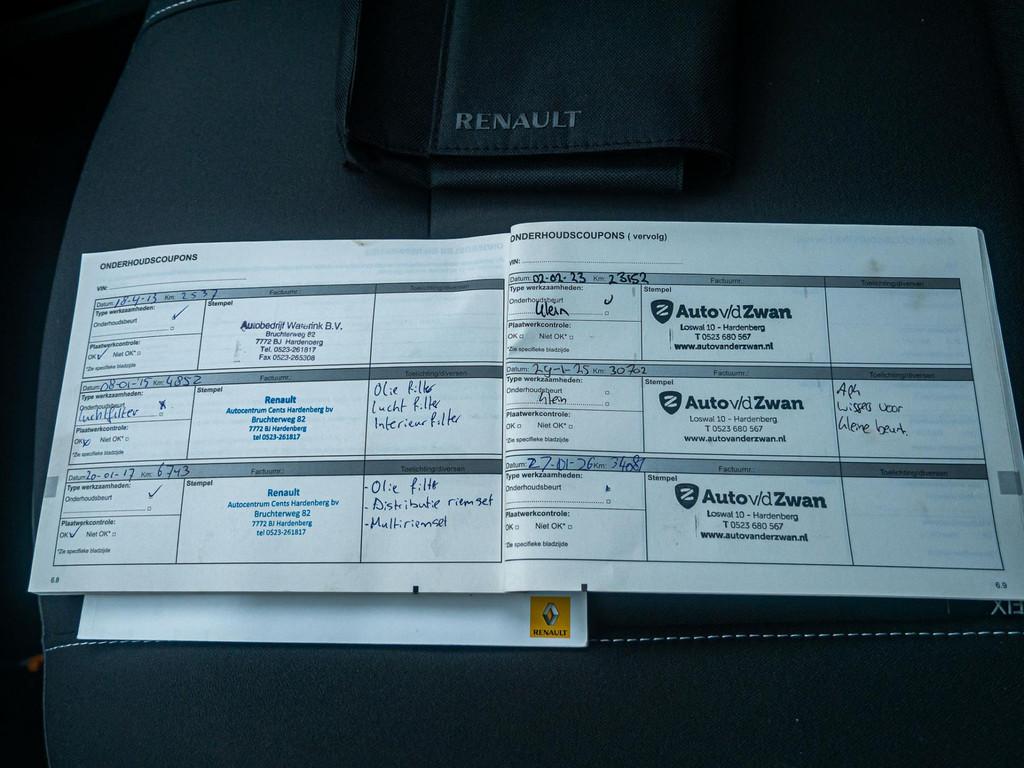 RENAULT
ONDERHOUDSCOUPONS
VIN:
Datum: 18-4-13 Km: 2537 Factuurnr.: Toelichting/diversen
Type werkzaamheden: Stempel
Onderhoudsbeurt
Plaatwerkcontrole:
OK Niet OK*
*Zie specifieke bladzijde
Autobedrijf Waterink B.V.
Bruchterweg 82
7772 BJ Hardenberg
Tel. 0523-261817
Fax 0523-265308
Datum: 08-01-15 Km: 4852 Factuurnr.: Toelichting/diversen
Type werkzaamheden: Stempel
Onderhoudsbeurt
Luchtfilter
Plaatwerkcontrole:
OK Niet OK*
*Zie specifieke bladzijde
Renault
Autocentrum Cents Hardenberg bv
Bruchterweg 82
7772 BJ Hardenberg
tel 0523-261817
Olie filter
Lucht filter
Interieur filter
Datum: 20-01-17 Km: 6743 Factuurnr.: Toelichting/diversen
Type werkzaamheden: Stempel
Onderhoudsbeurt
Plaatwerkcontrole:
OK Niet OK*
*Zie specifieke bladzijde
Renault
Autocentrum Cents Hardenberg bv
Bruchterweg 82
7772 BJ Hardenberg
tel 0523-261817
- Olie filte
- Distributie riemset
- Multiriemset
6.8
ONDERHOUDSCOUPONS ( vervolg)
VIN:
Datum: 02-02-23 Km: 23152 Factuurnr.: Toelichting/diversen
Type werkzaamheden: Stempel
Onderhoudsbeurt
klein
Plaatwerkcontrole:
OK Niet OK*
*Zie specifieke bladzijde
Auto v/d Zwan
Loswal 10 - Hardenberg
T 0523 680 567
www.autovanderzwan.nl
Datum: 24-1-25 Km: 30702 Factuurnr.: Toelichting/diversen
Type werkzaamheden: Stempel
Onderhoudsbeurt
klein
Plaatwerkcontrole:
OK Niet OK*
*Zie specifieke bladzijde
Auto v/d Zwan
Loswal 10 - Hardenberg
T 0523 680 567
www.autovanderzwan.nl
Apk
wissers voor
kleine beurt.
Datum: 27-01-26 Km: 34081 Factuurnr.: Toelichting/diversen
Type werkzaamheden: Stempel
Onderhoudsbeurt
Plaatwerkcontrole:
OK Niet OK*
*Zie specifieke bladzijde
Auto v/d Zwan
Loswal 10 - Hardenberg
T 0523 680 567
www.autovanderzwan.nl
6.9
RENAULT